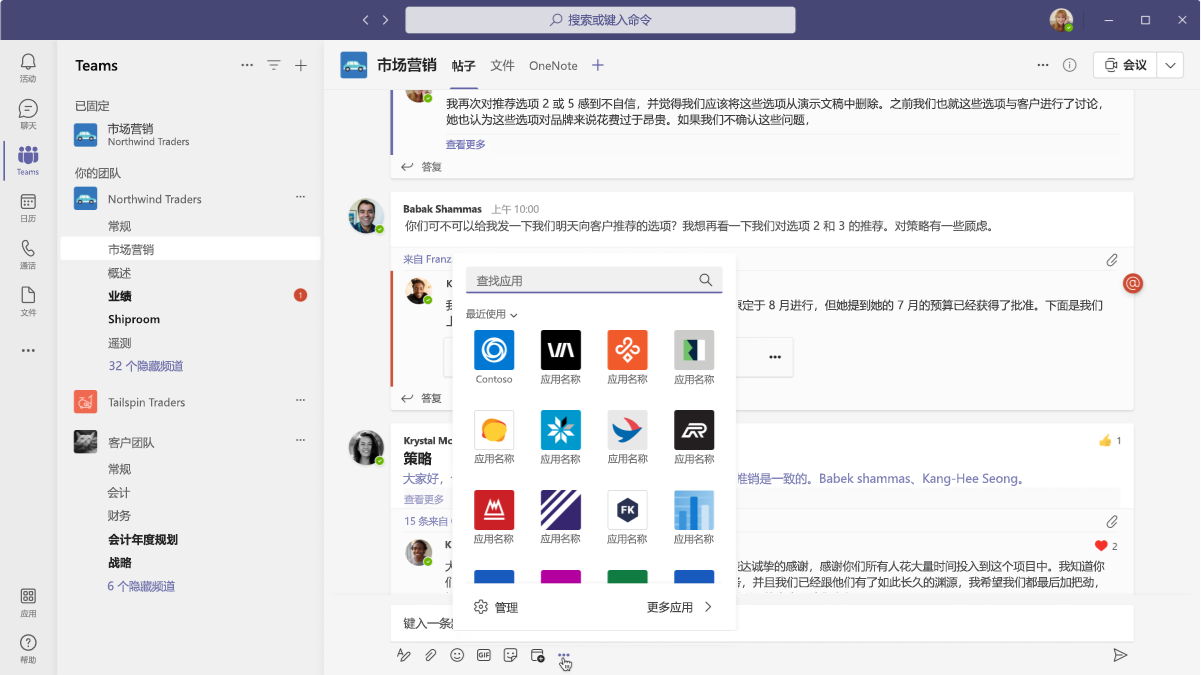 搜索或键入命令
活动
聊天
Teams
日历
通话
文件
应用
帮助
Teams
已固定
市场营销
Northwind Traders
你的团队
Northwind Traders
常规
市场营销
概述
业绩
1
Shiproom
遥测
32 个隐藏频道
Tailspin Traders
客户团队
常规
会计
财务
会计年度规划
战略
6 个隐藏频道
市场营销
帖子
文件
OneNote
会议
我再次对推荐选项 2 或 5 感到不自信，并觉得我们应该将这些选项从演示文稿中删除。之前我们也就这些选项与客户进行了讨论，
她也认为这些选项对品牌来说花费过于昂贵。如果我们不确认这些问题，
查看更多
答复
Babak Shammas 上午 10:00
你们可不可以给我发一下我们明天向客户推荐的选项？我想再看一下我们对选项 2 和 3 的推荐。对策略有一些顾虑。
来自 Franz
@
原定于 8 月进行，但她提到她的 7 月的预算已经获得了批准。下面是我们
答复
Krystal Mc
1
策略
大家好，
推销是一致的。Babek shammas、Kang-Hee Seong。
查看更多
15 条来自
2
达诚挚的感谢，感谢你们所有人花大量时间投入到这个项目中。我知道你
，并且我们已经跟他们有了如此长久的渊源，我希望我们都最后加把劲，
键入一条
GIF
查找应用
最近使用
Contoso
应用名称
应用名称
应用名称
应用名称
应用名称
应用名称
应用名称
FK
应用名称
应用名称
应用名称
应用名称
管理
更多应用